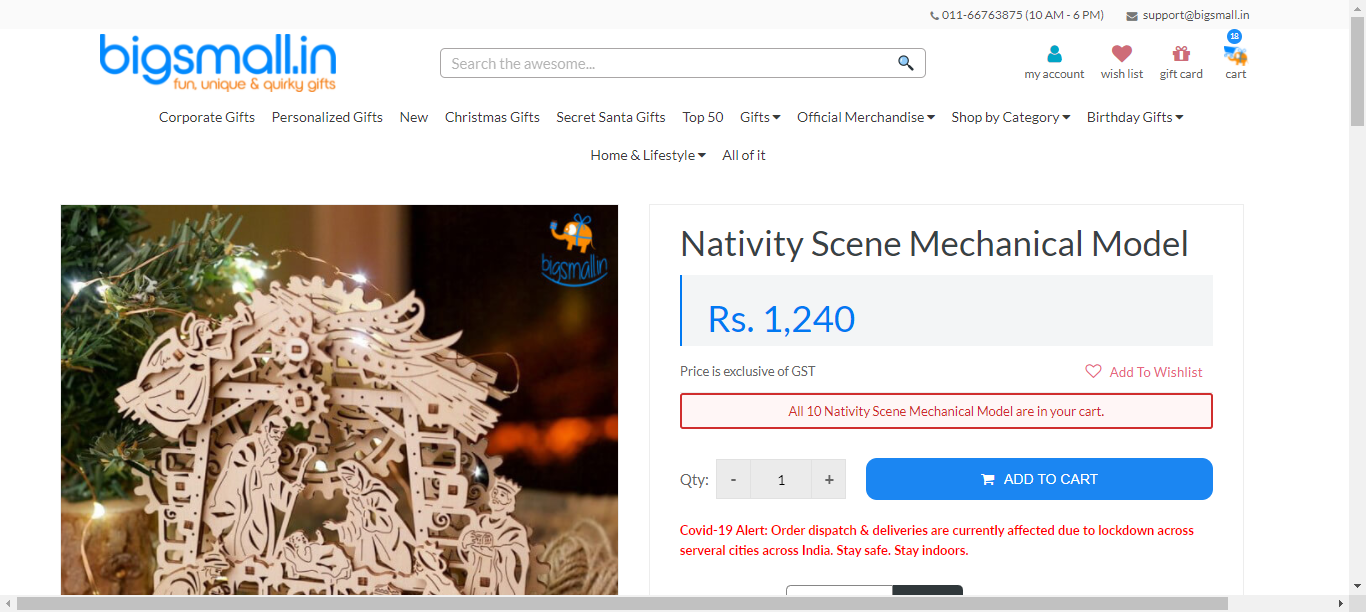 011-66763875 (10 AM - 6 PM) support@bigsmall.in
bigsmall.in
fun, unique & quirky gifts
Search the awesome...
18
my account wish list gift card cart
Corporate Gifts Personalized Gifts New Christmas Gifts Secret Santa Gifts Top 50 Gifts Official Merchandise Shop by Category Birthday Gifts
Home & Lifestyle All of it
bigsmall.in
Nativity Scene Mechanical Model
Rs. 1,240
Price is exclusive of GST Add To Wishlist
All 10 Nativity Scene Mechanical Model are in your cart.
Qty: - 1 + ADD TO CART
Covid-19 Alert: Order dispatch & deliveries are currently affected due to lockdown across
serveral cities across India. Stay safe. Stay indoors.